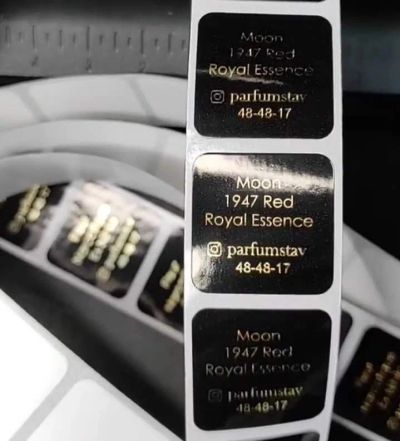 Moon
1947 Red
Royal Essence
parfumstav
48-48-17
Moon
1947 Red
Royal Essence
parfumstav
48-48-17
Moon
1947 Red
Royal Essence
parfumstav
48-48-17